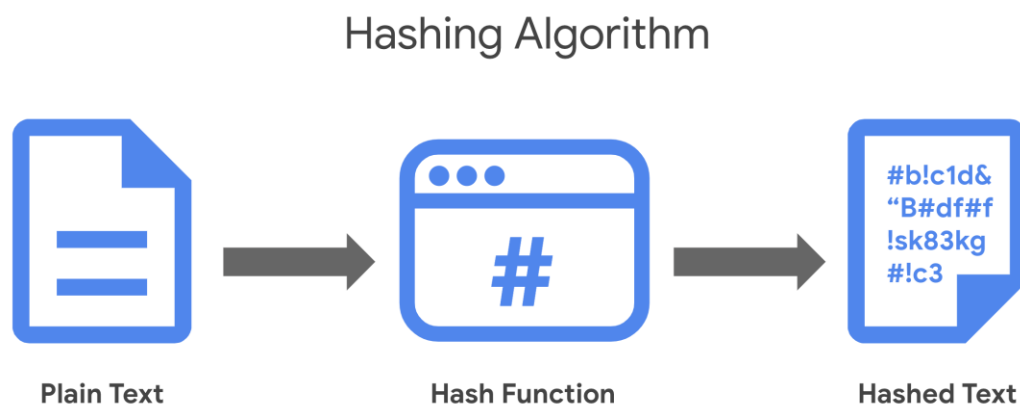 Hashing Algorithm
#
#b!c1d&
“B#df#f
!sk83kg
#!c3
Plain Text
Hash Function
Hashed Text